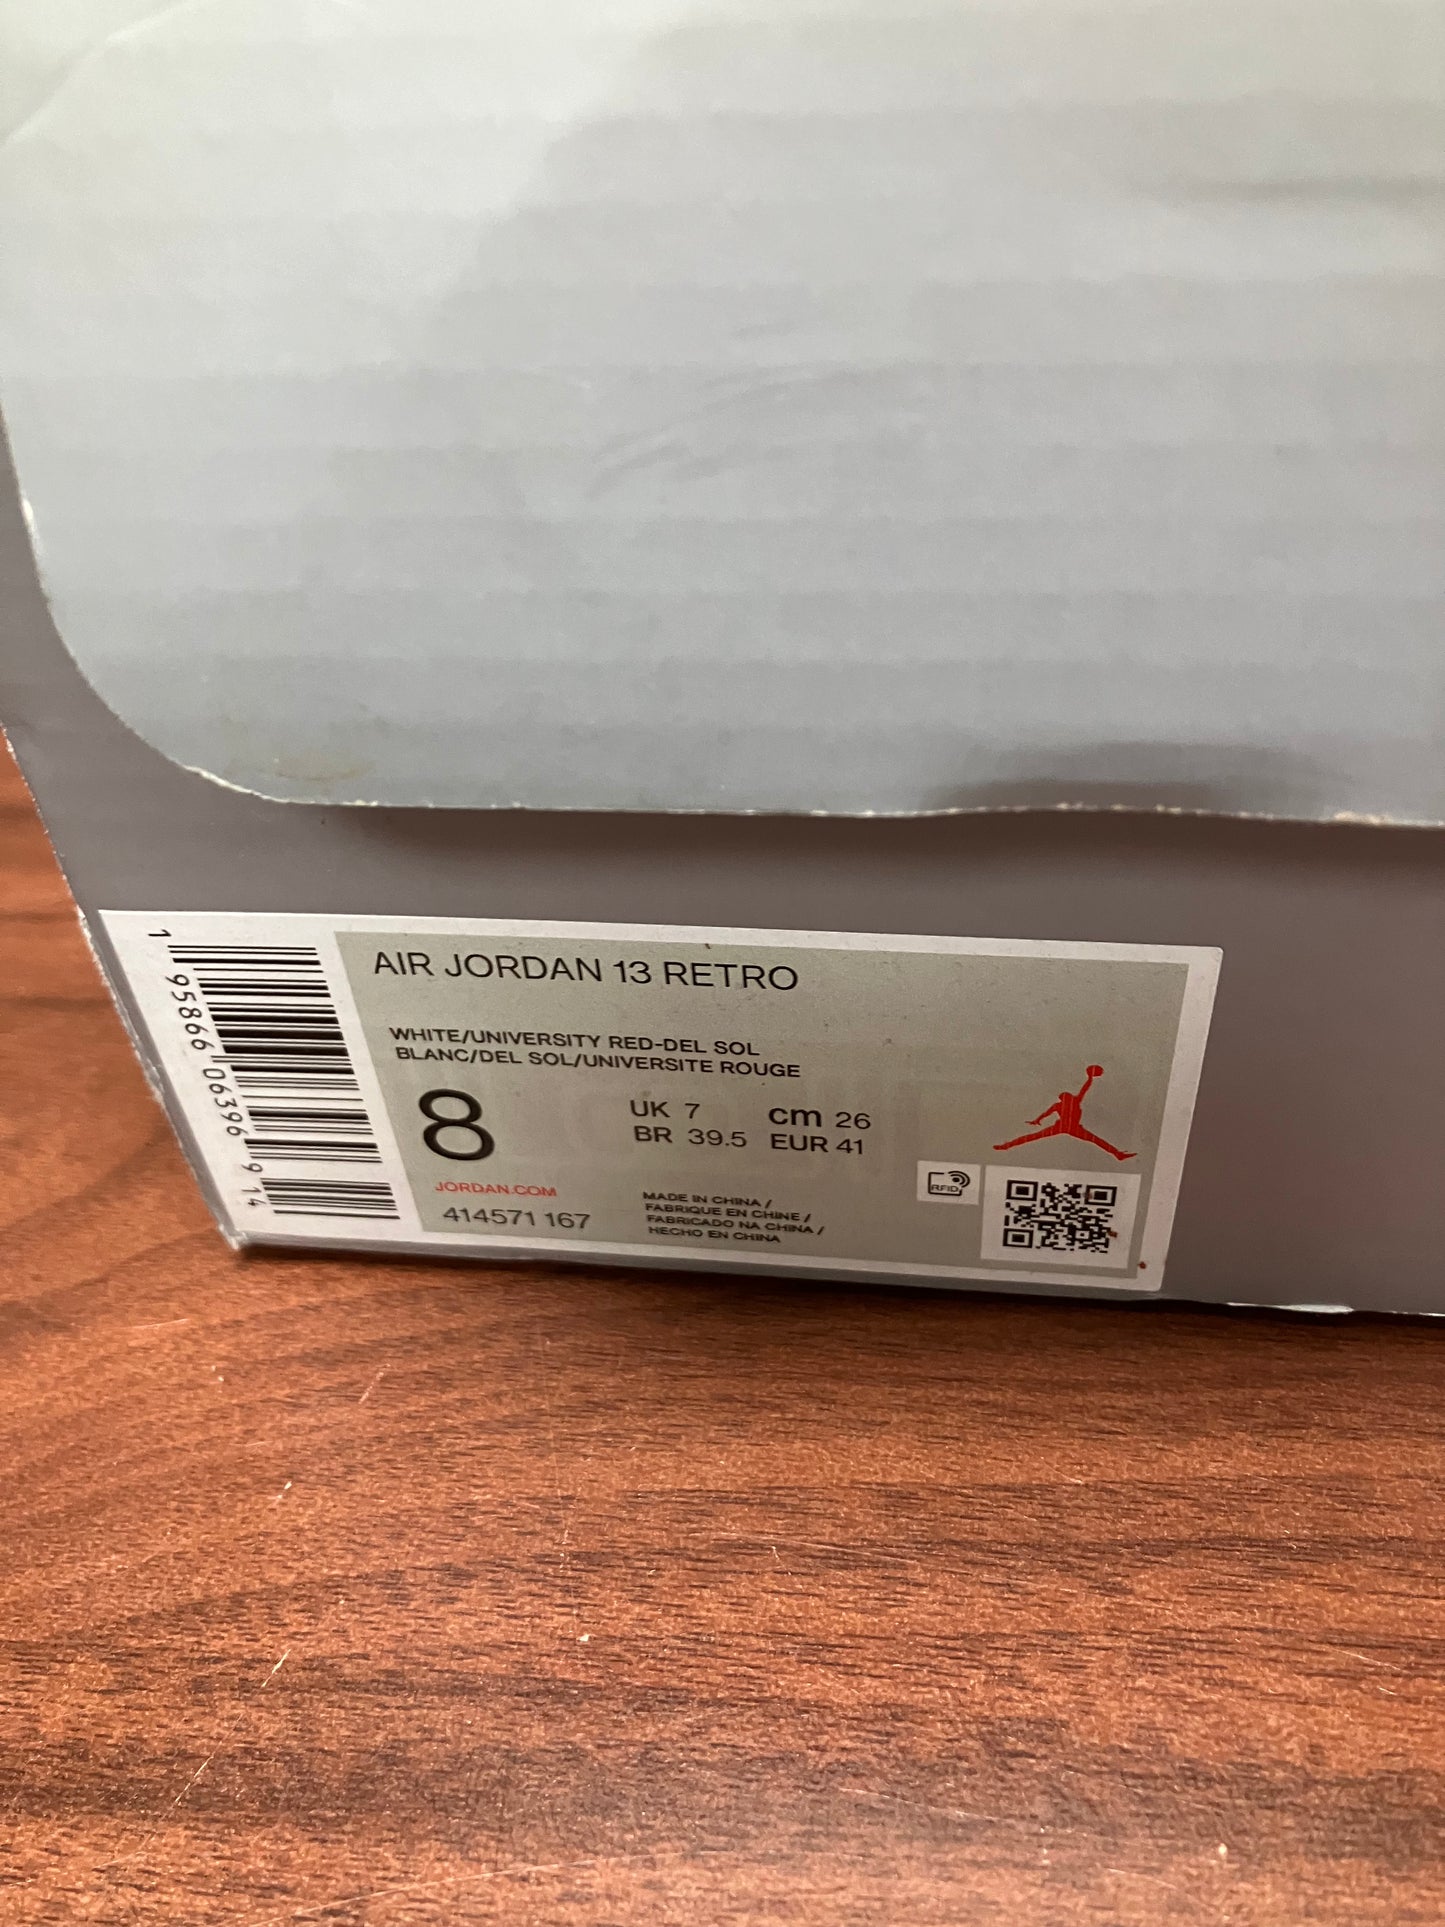 AIR JORDAN 13 RETRO
WHITE/UNIVERSITY RED-DEL SOL
BLANC/DEL SOL/UNIVERSITE ROUGE
8
UK 7 cm 26
BR 39.5 EUR 41
JORDAN.COM
414571 167
MADE IN CHINA /
FABRIQUE EN CHINE /
FABRICADO NA CHINA /
HECHO EN CHINA
RFID
1 95866 06396 9 14